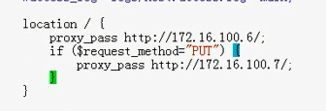 location / {
proxy_pass http://172.16.100.6/;
if ($request_method="PUT") {
proxy_pass http://172.16.100.7/;
}
}